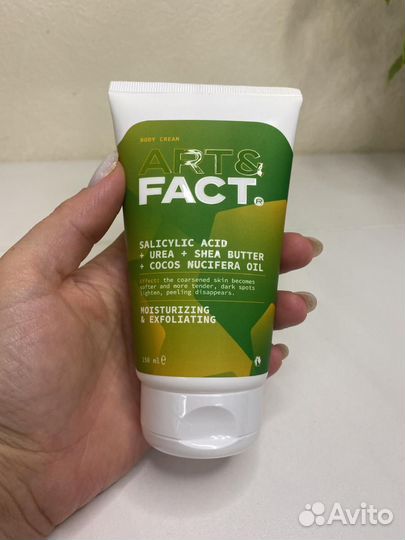 BODY CREAM
ART&
FACT.®
SALICYLIC ACID
+ UREA + SHEA BUTTER
+ COCOS NUCIFERA OIL
Effect: the coarsened skin becomes
softer and more tender, dark spots
lighten, peeling disappears.
MOISTURIZING
& EXFOLIATING
150 ml ℮
Avito